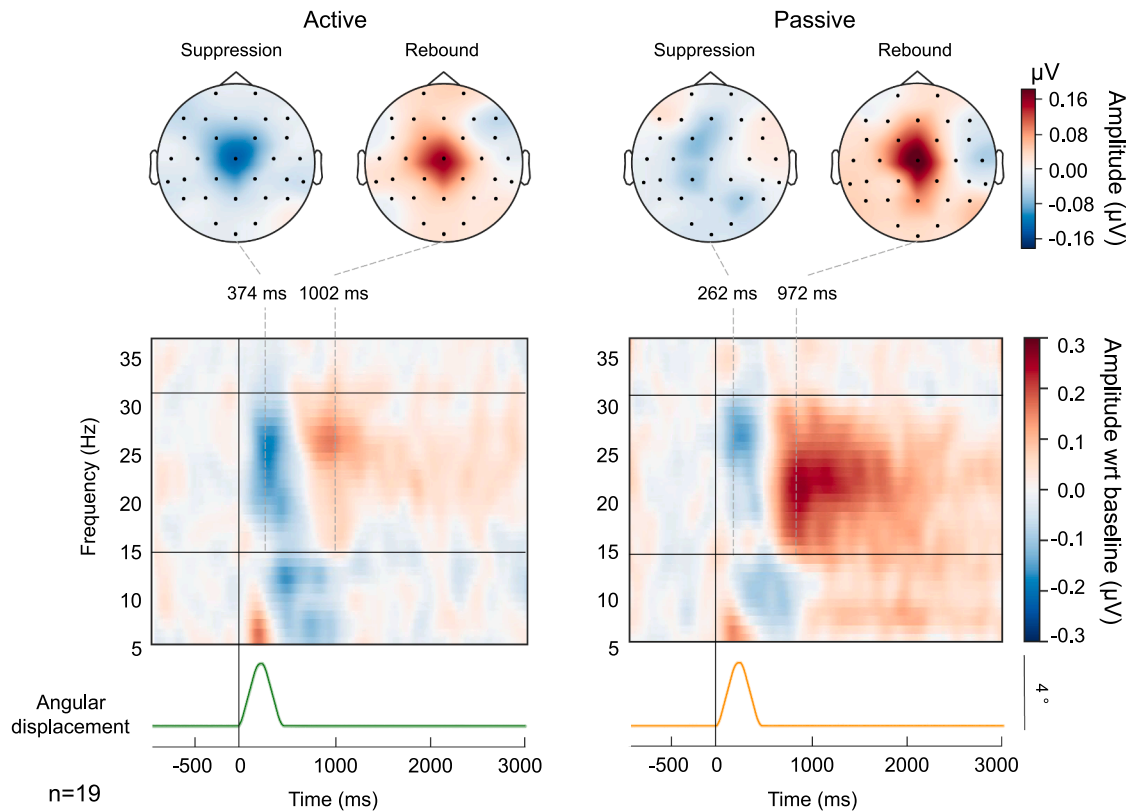 Active
Passive
Suppression
Rebound
Suppression
Rebound
µV
0.16
0.08
0.00
-0.08
-0.16
Amplitude (µV)
374 ms
1002 ms
262 ms
972 ms
35
30
25
20
15
10
5
Frequency (Hz)
35
30
25
20
15
10
5
0.3
0.2
0.1
0.0
-0.1
-0.2
-0.3
Amplitude wrt baseline (µV)
Angular
displacement
4°
-500
0
1000
2000
3000
-500
0
1000
2000
3000
n=19
Time (ms)
Time (ms)